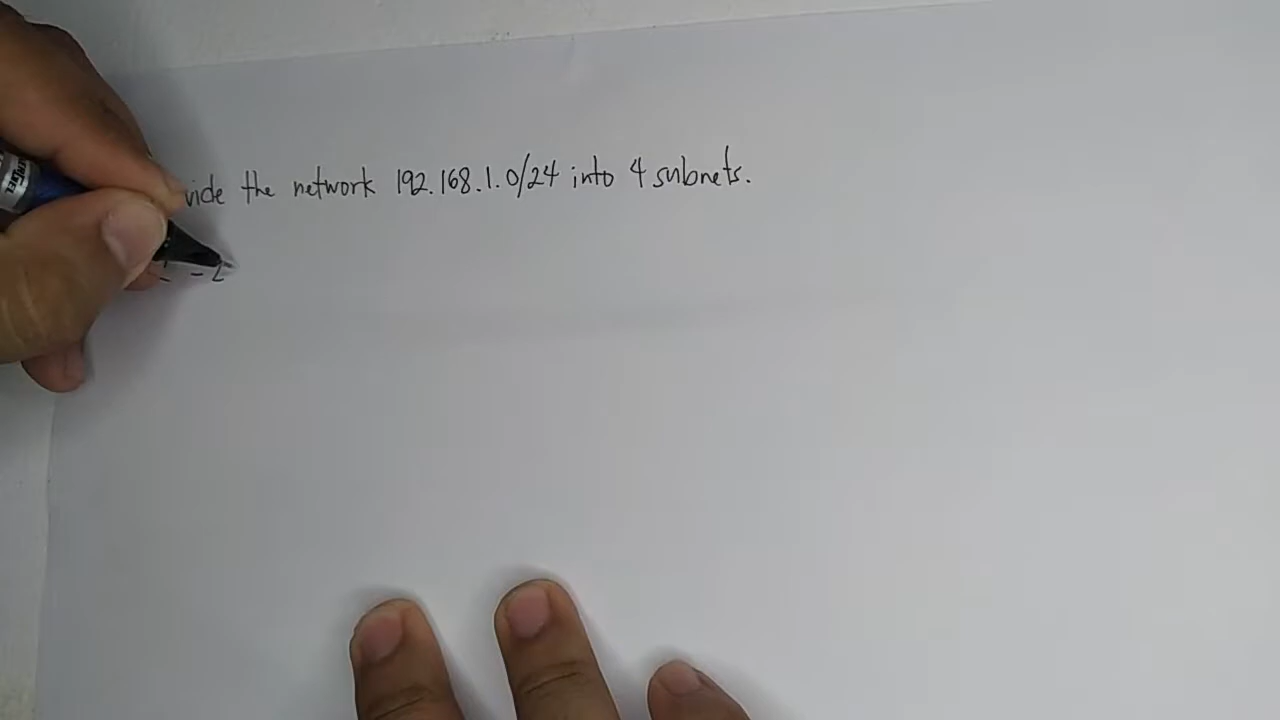 vide the network 192.168.1.0/24 into 4 subnets.